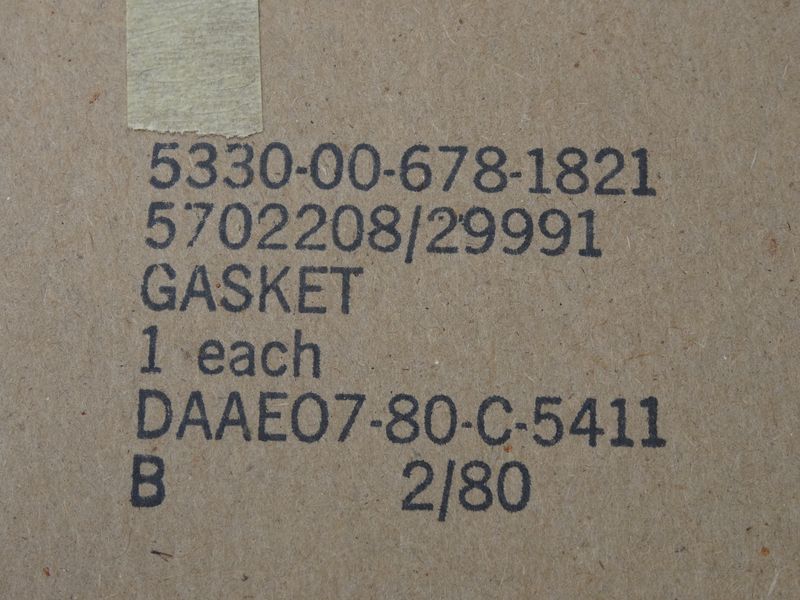 5330-00-678-1821
5702208/29991
GASKET
1 each
DAAE07-80-C-5411
B 2/80